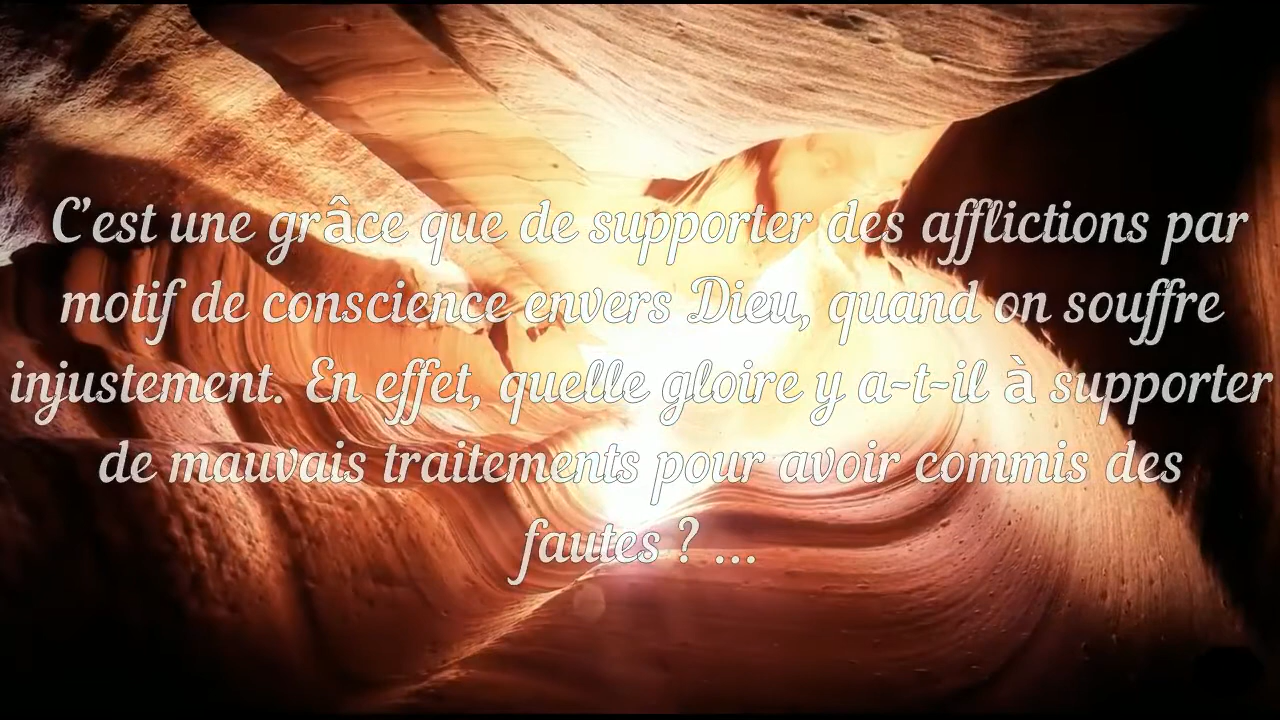 C’est une grâce que de supporter des afflictions par
motif de conscience envers Dieu, quand on souffre
injustement. En effet, quelle gloire y a-t-il à supporter
de mauvais traitements pour avoir commis des
fautes ? ...